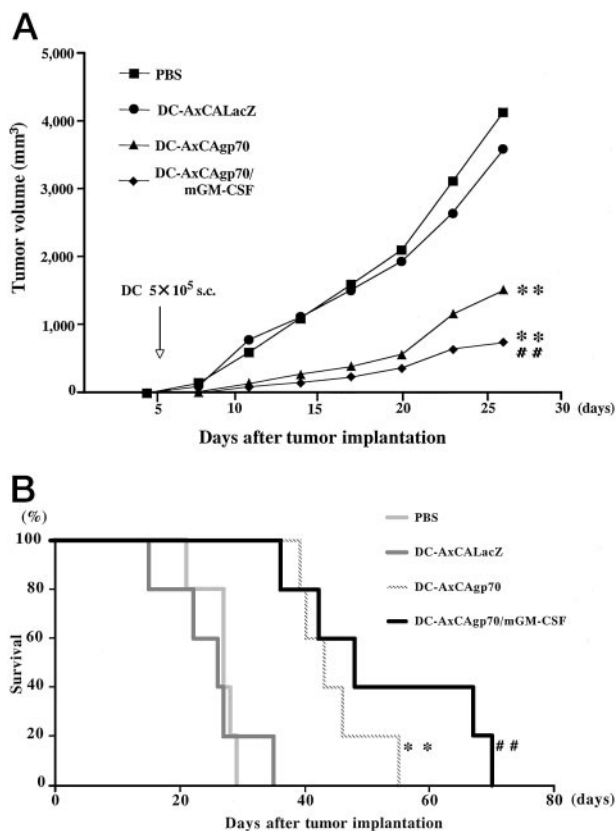 A
5,000
4,000
3,000
2,000
1,000
0
Tumor volume (mm³)
PBS
DC-AxCALacZ
DC-AxCAgp70
DC-AxCAgp70/
mGM-CSF
DC 5×10⁵ s.c.
**
**
##
5 10 15 20 25 30 (days)
Days after tumor implantation
B
(%)
100
80
60
40
20
0
Survival
PBS
DC-AxCALacZ
DC-AxCAgp70
DC-AxCAgp70/mGM-CSF
** ##
0 20 40 60 80 (days)
Days after tumor implantation